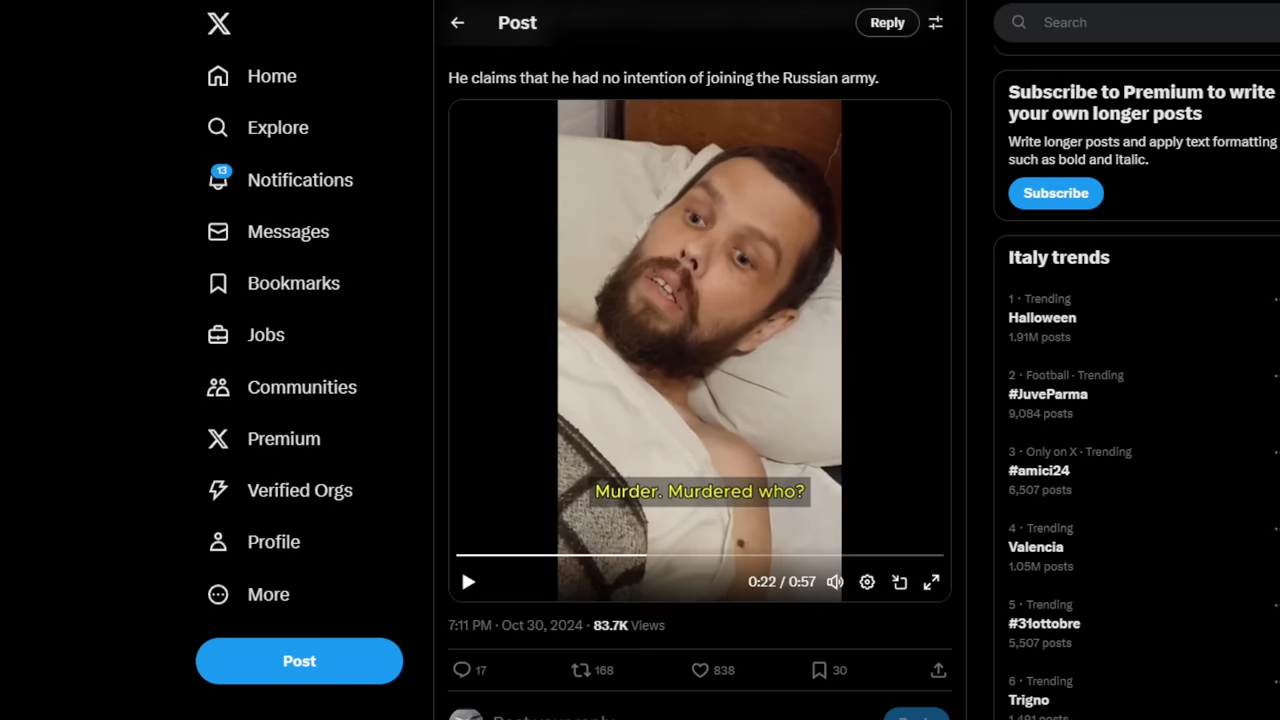 Home
Explore
13
Notifications
Messages
Bookmarks
Jobs
Communities
Premium
Verified Orgs
Profile
More
Post
Post
Reply
He claims that he had no intention of joining the Russian army.
Murder. Murdered who?
0:22 / 0:57
7:11 PM · Oct 30, 2024 · 83.7K Views
17
168
838
30
Search
Subscribe to Premium to write
your own longer posts
Write longer posts and apply text formatting
such as bold and italic.
Subscribe
Italy trends
1 · Trending
Halloween
1.91M posts
2 · Football · Trending
#JuveParma
9,084 posts
3 · Only on X · Trending
#amici24
6,507 posts
4 · Trending
Valencia
1.05M posts
5 · Trending
#31ottobre
5,507 posts
6 · Trending
Trigno